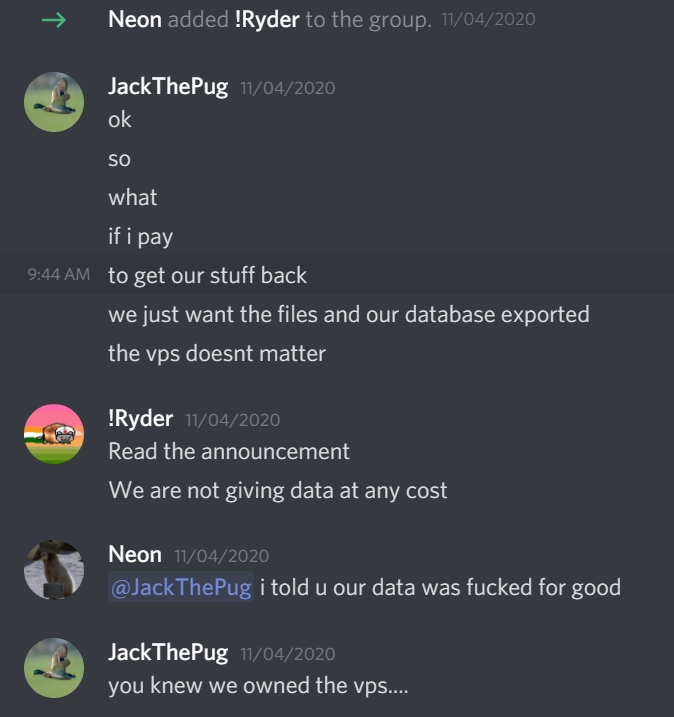 Neon added !Ryder to the group. 11/04/2020
JackThePug 11/04/2020
ok
so
what
if i pay
9:44 AM to get our stuff back
we just want the files and our database exported
the vps doesnt matter
!Ryder 11/04/2020
Read the announcement
We are not giving data at any cost
Neon 11/04/2020
@JackThePug i told u our data was fucked for good
JackThePug 11/04/2020
you knew we owned the vps....